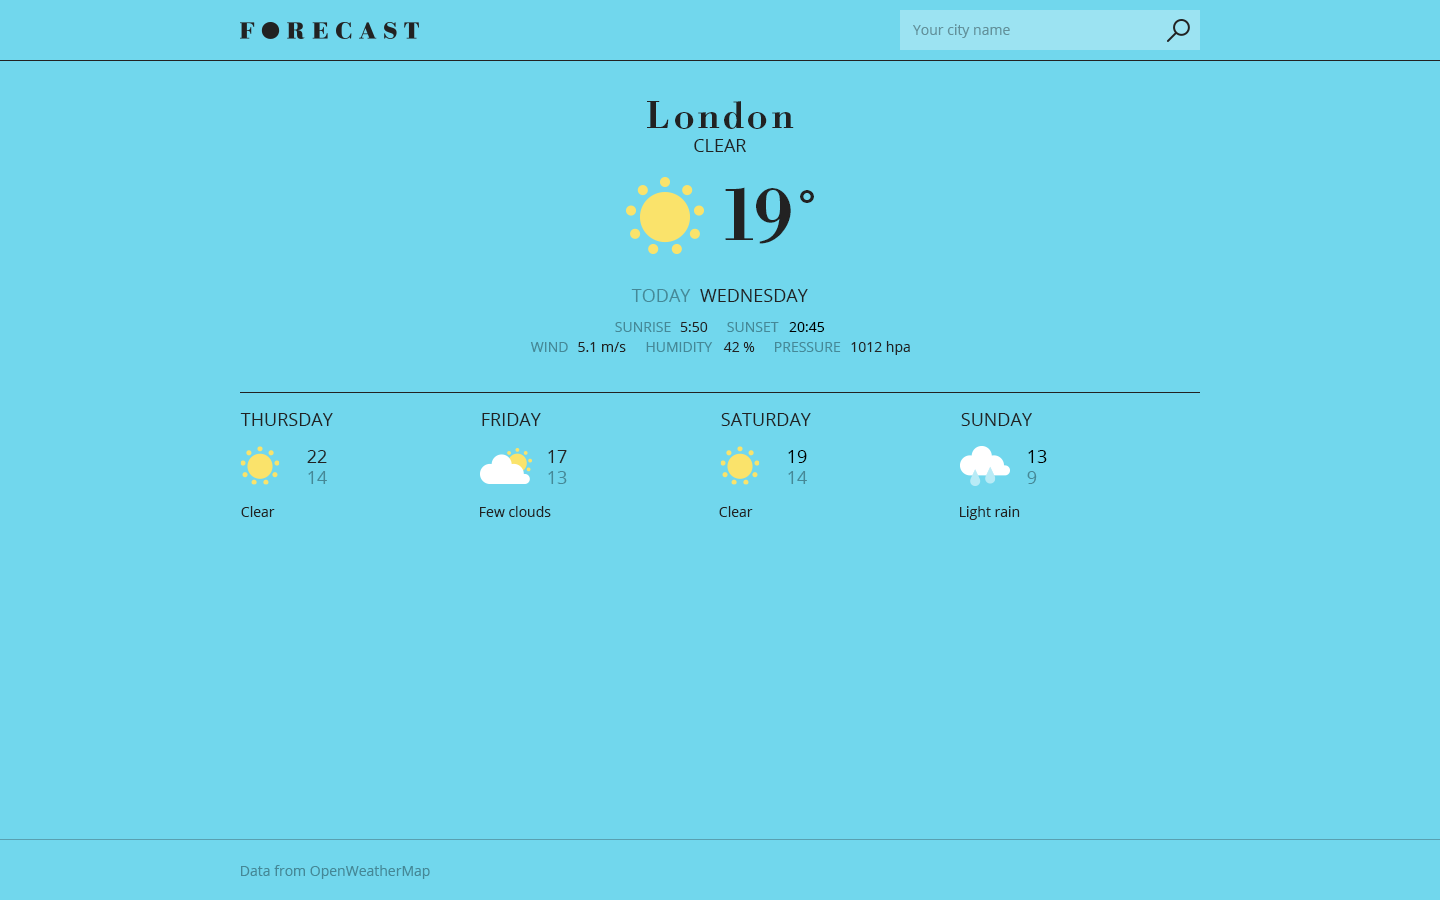 FORECAST
Your city name
London
CLEAR
19°
TODAY WEDNESDAY
SUNRISE 5:50 SUNSET 20:45
WIND 5.1 m/s HUMIDITY 42 % PRESSURE 1012 hpa
THURSDAY
22
14
Clear
FRIDAY
17
13
Few clouds
SATURDAY
19
14
Clear
SUNDAY
13
9
Light rain
Data from OpenWeatherMap